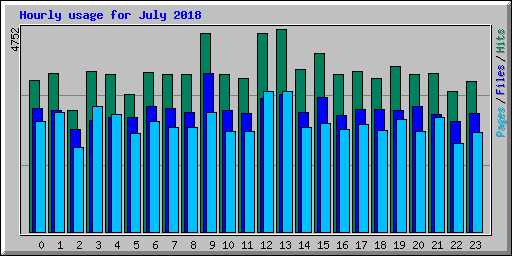 Hourly usage for July 2018
4752
Pages / Files / Hits
0 1 2 3 4 5 6 7 8 9 10 11 12 13 14 15 16 17 18 19 20 21 22 23